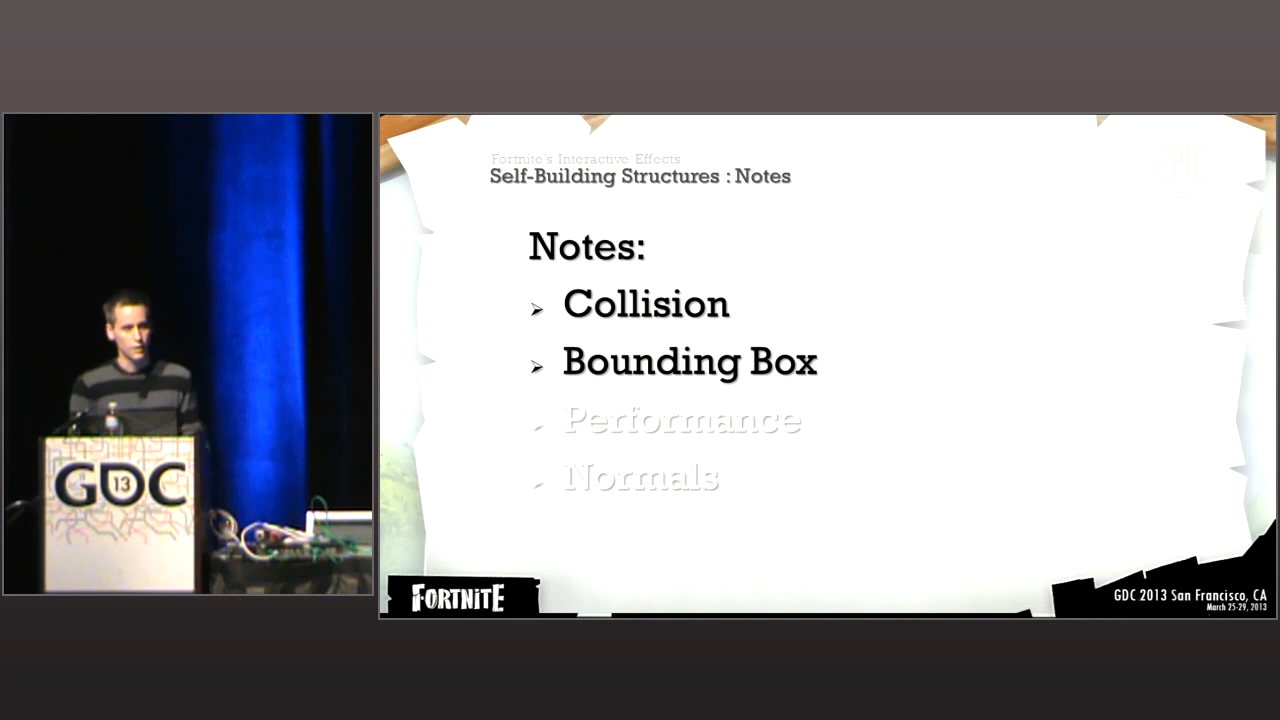 Fortnite's Interactive Effects
Self-Building Structures : Notes
Notes:
Collision
Bounding Box
Performance
Normals
GDC 13
FORTNITE
GDC 2013 San Francisco, CA
March 25-29, 2013